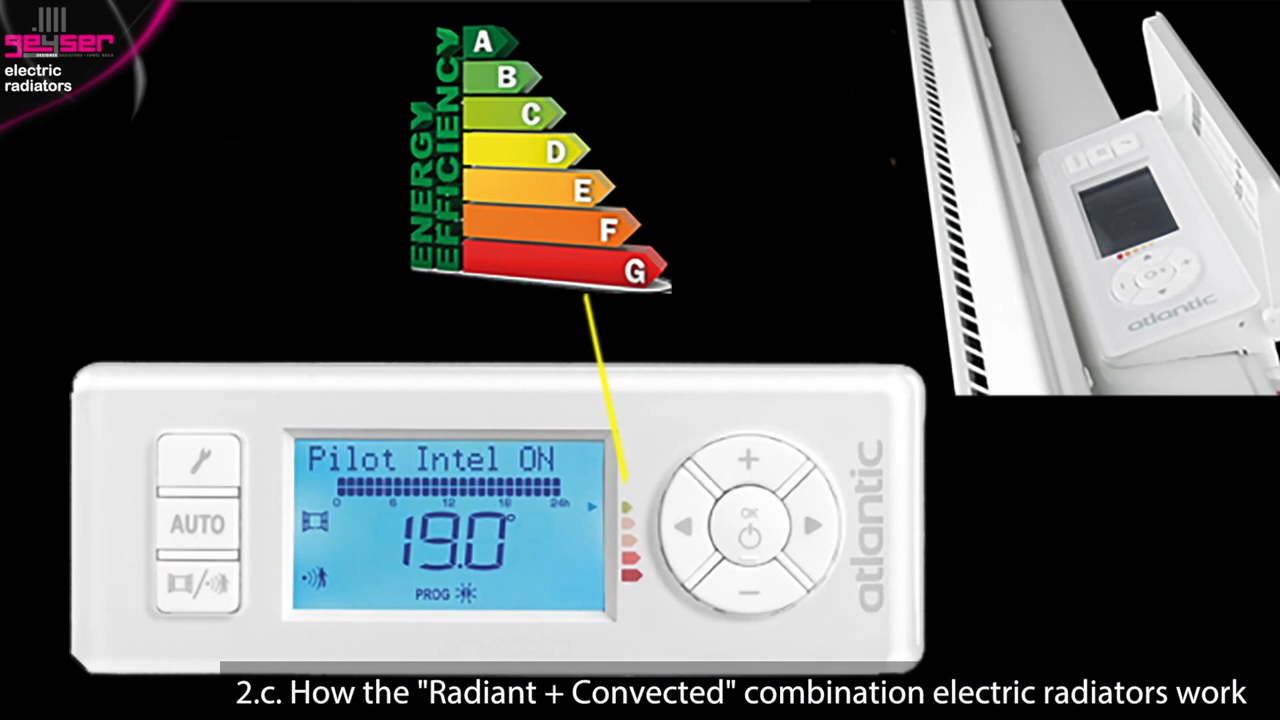 geyser
electric
radiators
ENERGY
EFFICIENCY
A
B
C
D
E
F
G
atlantic
Pilot Intel ON
0 6 12 18 24h
19.0°
PROG
AUTO
+
OK
−
atlantic
2.c. How the "Radiant + Convected" combination electric radiators work